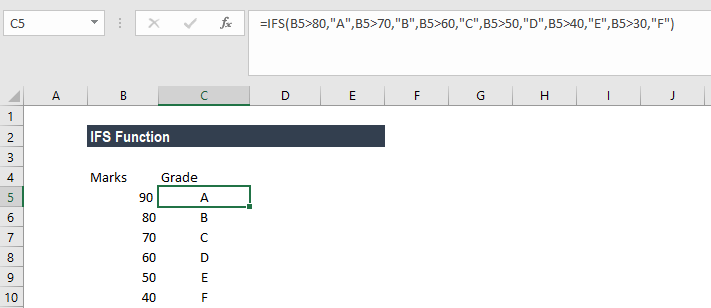 C5 fx =IFS(B5>80,"A",B5>70,"B",B5>60,"C",B5>50,"D",B5>40,"E",B5>30,"F")
A B C D E F G H I J
1
2 IFS Function
3
4 Marks Grade
5 90 A
6 80 B
7 70 C
8 60 D
9 50 E
10 40 F